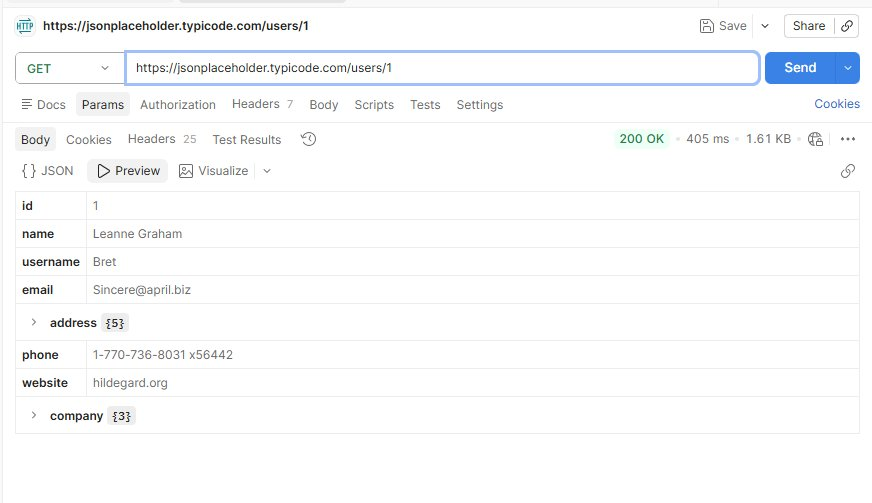 HTTP https://jsonplaceholder.typicode.com/users/1 Save Share
GET https://jsonplaceholder.typicode.com/users/1 Send
Docs Params Authorization Headers 7 Body Scripts Tests Settings Cookies
Body Cookies Headers 25 Test Results 200 OK • 405 ms • 1.61 KB •
{} JSON Preview Visualize
id 1
name Leanne Graham
username Bret
email Sincere@april.biz
address {5}
phone 1-770-736-8031 x56442
website hildegard.org
company {3}